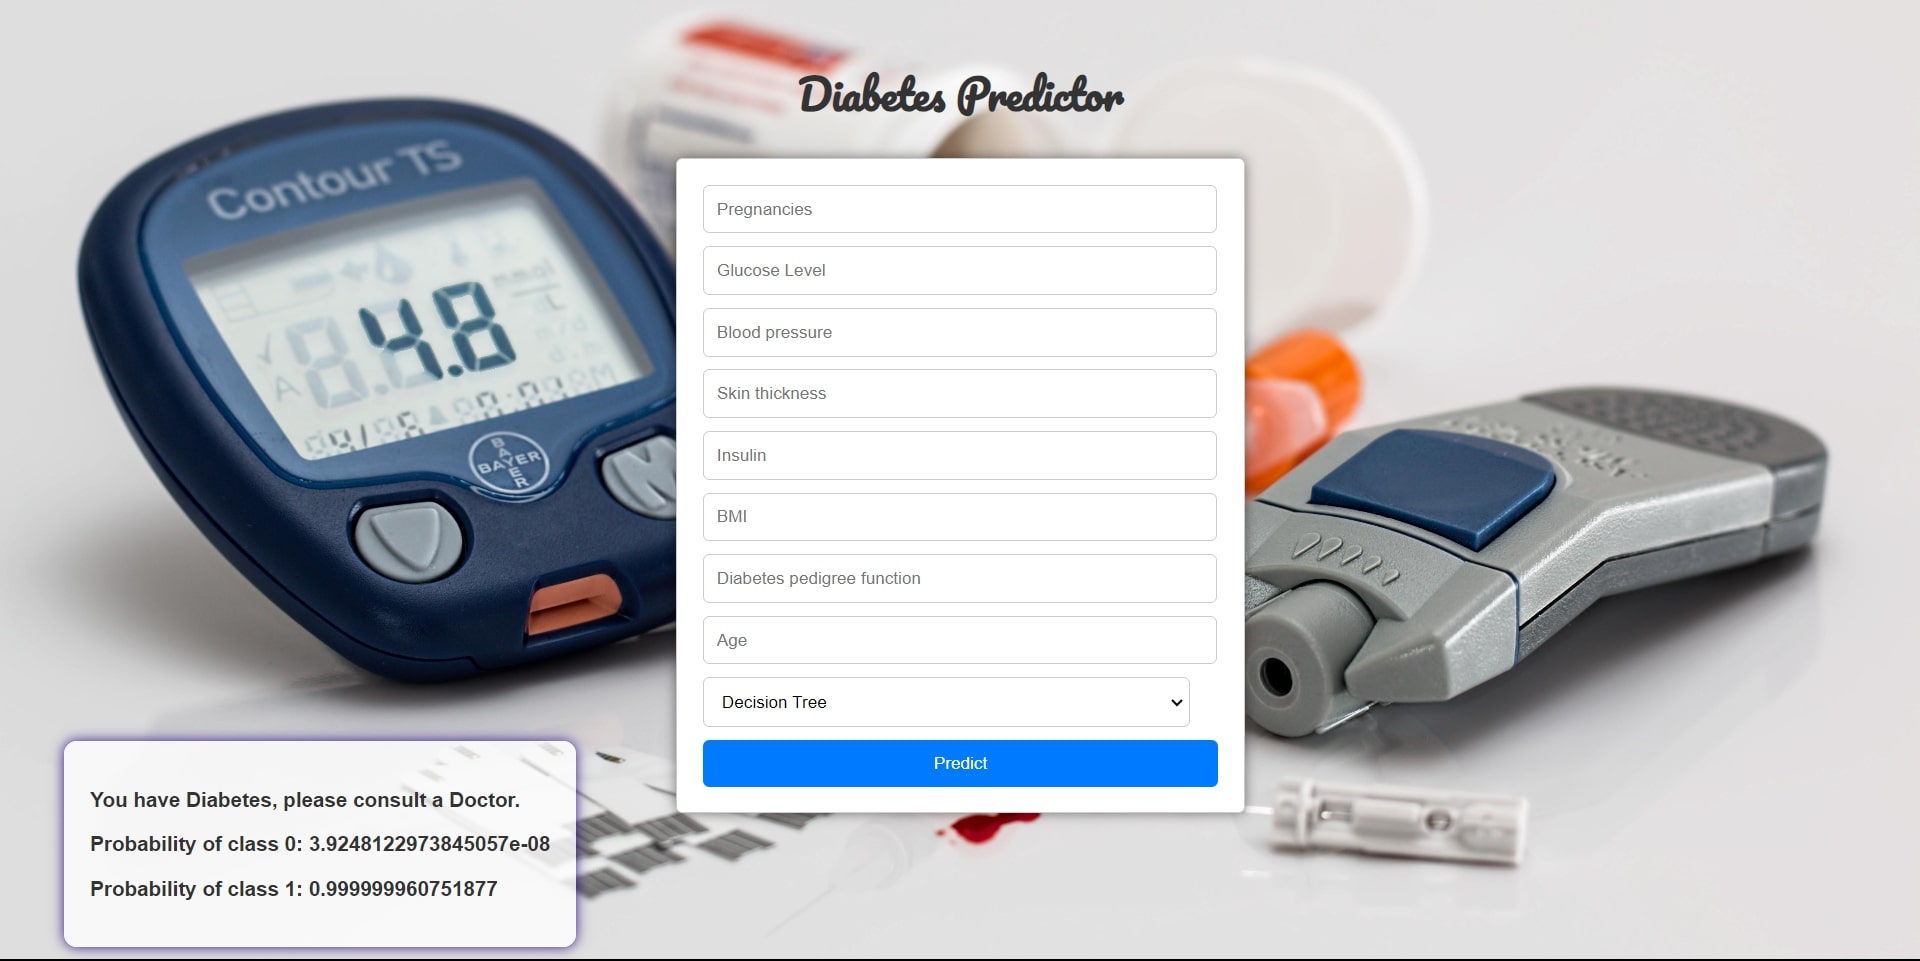 Diabetes Predictor
Contour TS
4.8
mmol
L
BAYER
BAYER
M
Pregnancies
Glucose Level
Blood pressure
Skin thickness
Insulin
BMI
Diabetes pedigree function
Age
Decision Tree
Predict
You have Diabetes, please consult a Doctor.
Probability of class 0: 3.9248122973845057e-08
Probability of class 1: 0.999999960751877